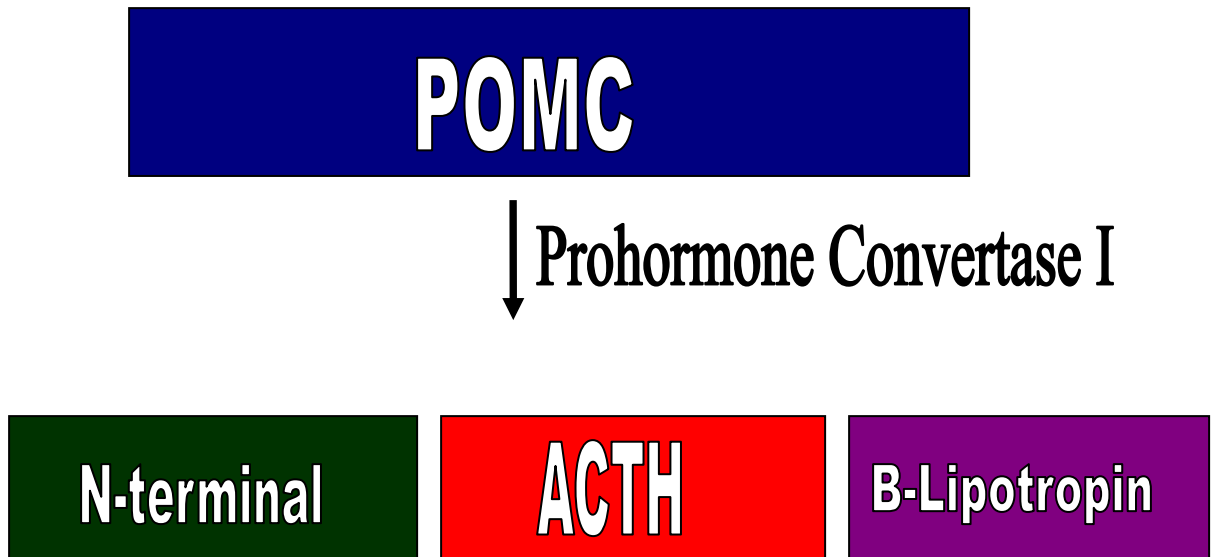 POMC
Prohormone Convertase I
N-terminal
ACTH
B-Lipotropin